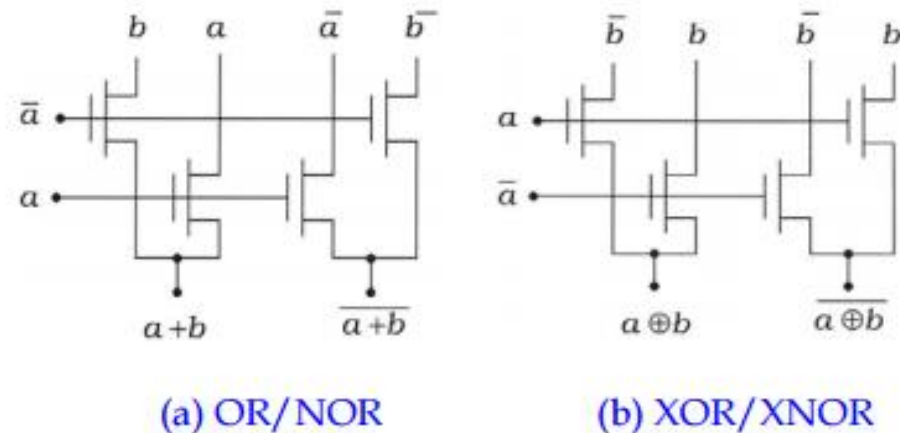 b a a̅ b̅ b̅ b b̅ b
a̅ a
a a̅
a+b a̅+̅b̅ a⊕b a̅⊕̅b̅
(a) OR/NOR (b) XOR/XNOR